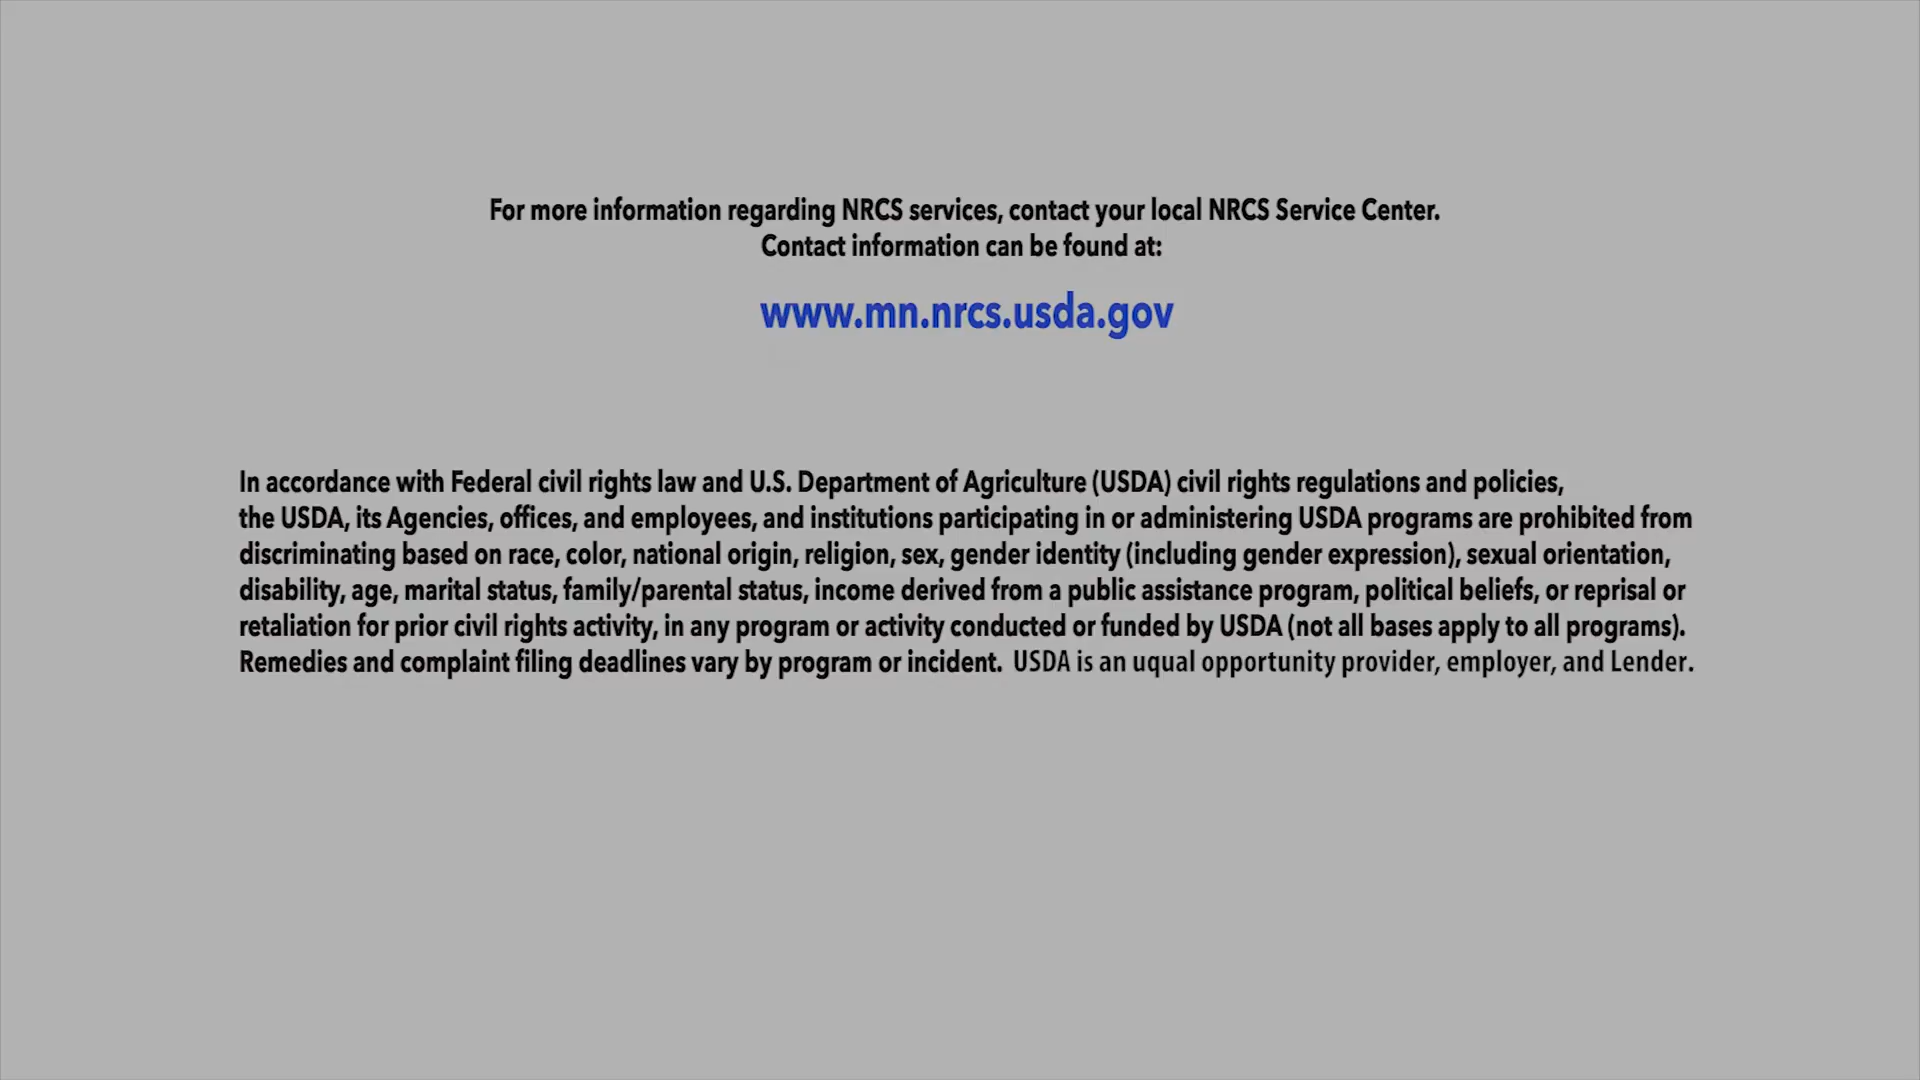 For more information regarding NRCS services, contact your local NRCS Service Center.
Contact information can be found at:
www.mn.nrcs.usda.gov
In accordance with Federal civil rights law and U.S. Department of Agriculture (USDA) civil rights regulations and policies,
the USDA, its Agencies, offices, and employees, and institutions participating in or administering USDA programs are prohibited from
discriminating based on race, color, national origin, religion, sex, gender identity (including gender expression), sexual orientation,
disability, age, marital status, family/parental status, income derived from a public assistance program, political beliefs, or reprisal or
retaliation for prior civil rights activity, in any program or activity conducted or funded by USDA (not all bases apply to all programs).
Remedies and complaint filing deadlines vary by program or incident. USDA is an uqual opportunity provider, employer, and Lender.